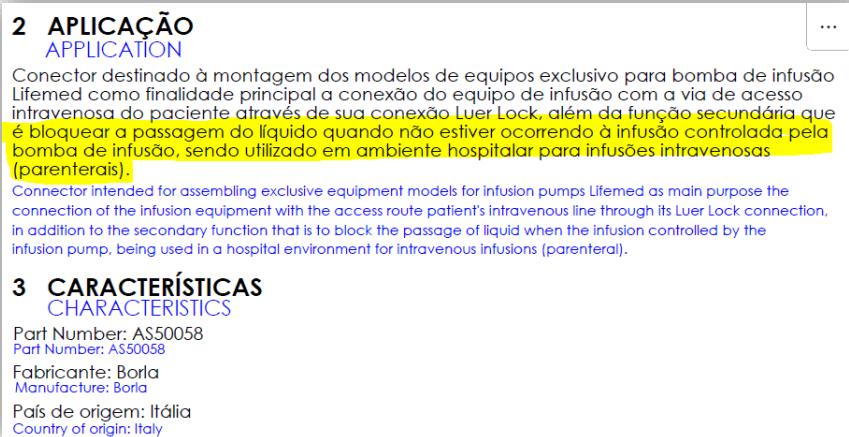 2 APLICAÇÃO
APPLICATION
Conector destinado à montagem dos modelos de equipos exclusivo para bomba de infusão
Lifemed como finalidade principal a conexão do equipo de infusão com a via de acesso
intravenosa do paciente através de sua conexão Luer Lock, além da função secundária que
é bloquear a passagem do líquido quando não estiver ocorrendo à infusão controlada pela
bomba de infusão, sendo utilizado em ambiente hospitalar para infusões intravenosas
(parenterais).
Connector intended for assembling exclusive equipment models for infusion pumps Lifemed as main purpose the
connection of the infusion equipment with the access route patient's intravenous line through its Luer Lock connection,
in addition to the secondary function that is to block the passage of liquid when the infusion controlled by the
infusion pump, being used in a hospital environment for intravenous infusions (parenteral).
3 CARACTERÍSTICAS
CHARACTERISTICS
Part Number: AS50058
Part Number: AS50058
Fabricante: Borla
Manufacture: Borla
País de origem: Itália
Country of origin: Italy